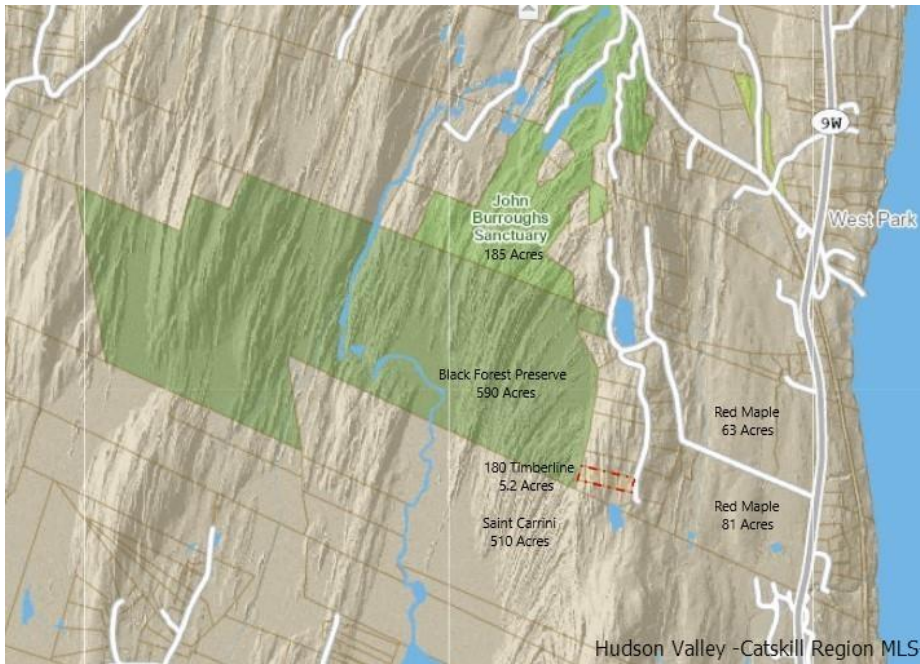 9W
West Park
John
Burroughs
Sanctuary
185 Acres
Black Forest Preserve
590 Acres
Red Maple
63 Acres
180 Timberline
5.2 Acres
Red Maple
81 Acres
Saint Carrini
510 Acres
Hudson Valley -Catskill Region MLS